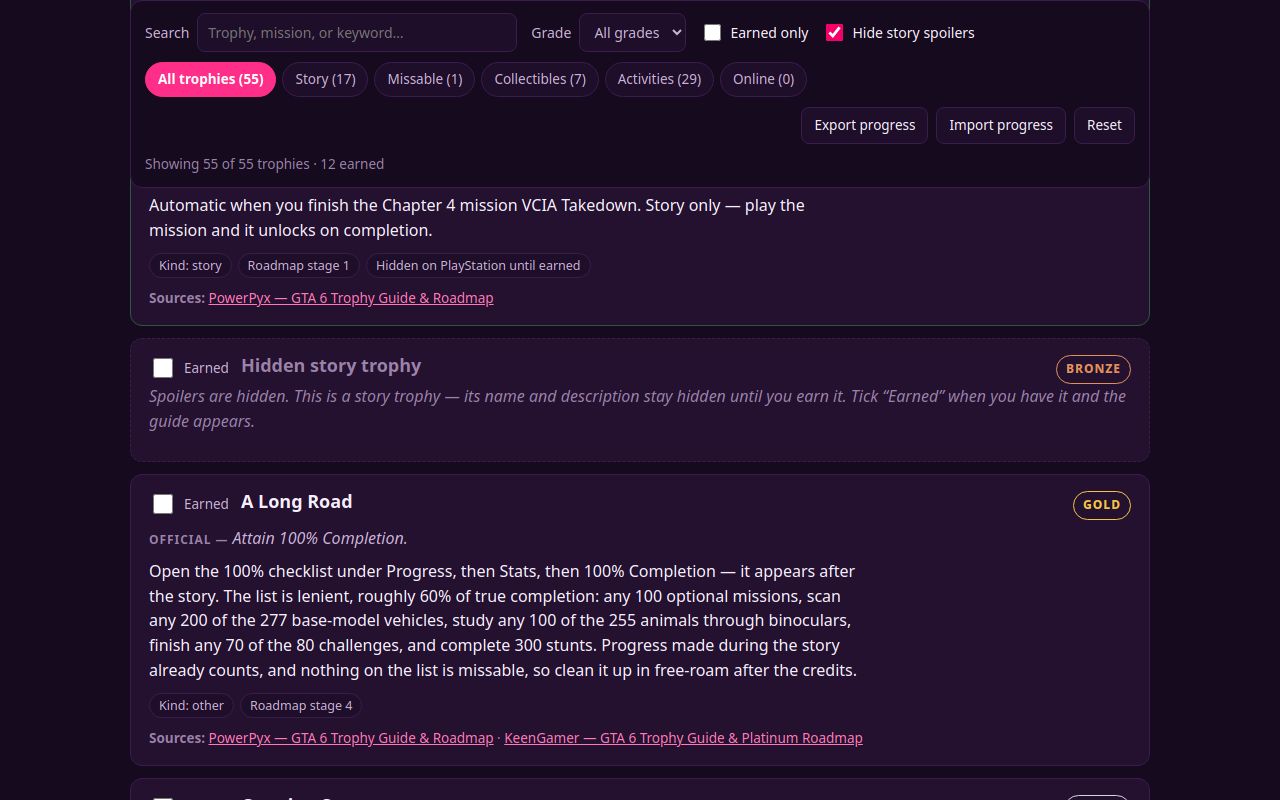 Search
Trophy, mission, or keyword…
Grade
All grades
Earned only
Hide story spoilers
All trophies (55)
Story (17)
Missable (1)
Collectibles (7)
Activities (29)
Online (0)
Export progress
Import progress
Reset
Showing 55 of 55 trophies · 12 earned
Automatic when you finish the Chapter 4 mission VCIA Takedown. Story only — play the
mission and it unlocks on completion.
Kind: story
Roadmap stage 1
Hidden on PlayStation until earned
Sources: PowerPyx — GTA 6 Trophy Guide & Roadmap
Earned
Hidden story trophy
BRONZE
Spoilers are hidden. This is a story trophy — its name and description stay hidden until you earn it. Tick “Earned” when you have it and the
guide appears.
Earned
A Long Road
GOLD
OFFICIAL — Attain 100% Completion.
Open the 100% checklist under Progress, then Stats, then 100% Completion — it appears after
the story. The list is lenient, roughly 60% of true completion: any 100 optional missions, scan
any 200 of the 277 base-model vehicles, study any 100 of the 255 animals through binoculars,
finish any 70 of the 80 challenges, and complete 300 stunts. Progress made during the story
already counts, and nothing on the list is missable, so clean it up in free-roam after the credits.
Kind: other
Roadmap stage 4
Sources: PowerPyx — GTA 6 Trophy Guide & Roadmap · KeenGamer — GTA 6 Trophy Guide & Platinum Roadmap